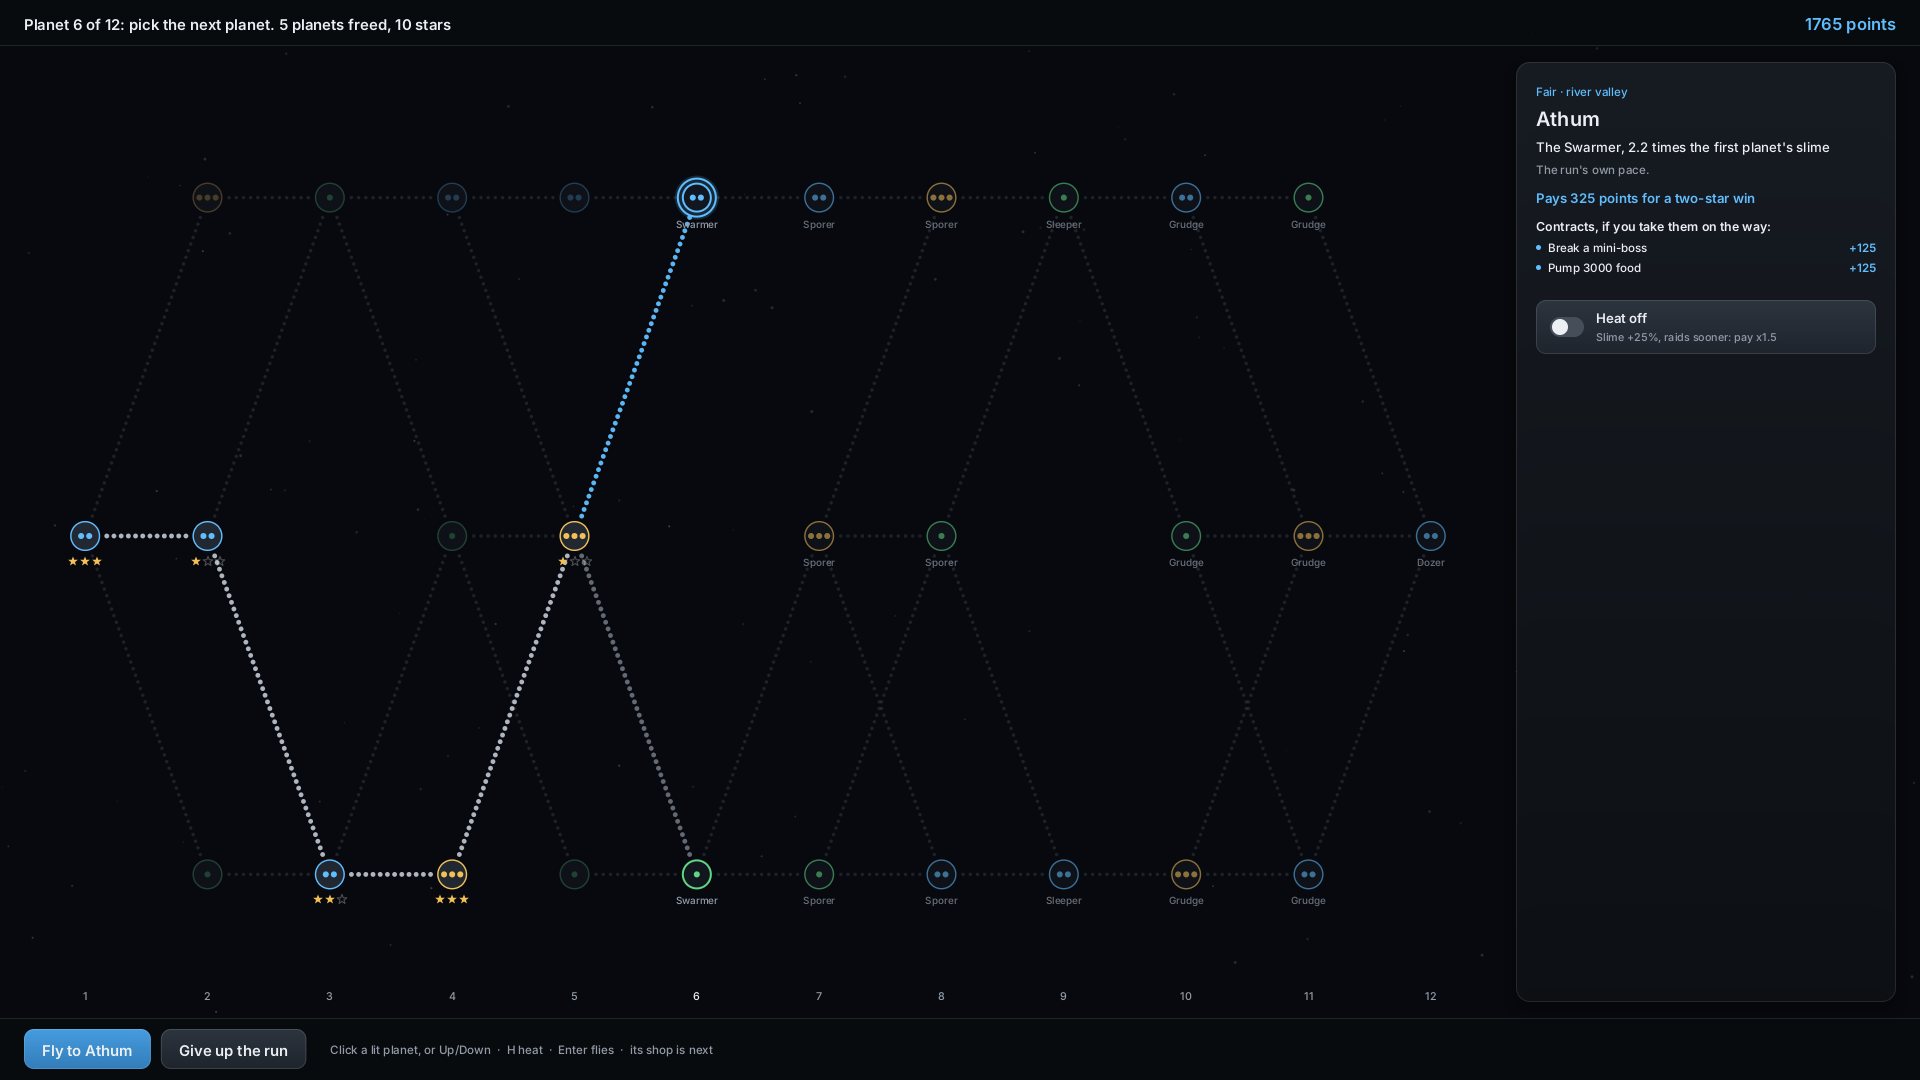 Planet 6 of 12: pick the next planet. 5 planets freed, 10 stars
1765 points
Fair · river valley
Athum
The Swarmer, 2.2 times the first planet's slime
The run's own pace.
Pays 325 points for a two-star win
Contracts, if you take them on the way:
Break a mini-boss +125
Pump 3000 food +125
Heat off
Slime +25%, raids sooner: pay x1.5
Swarmer Sporer Sporer Sleeper Grudge Grudge
Sporer Sporer Grudge Grudge Dozer
Swarmer Sporer Sporer Sleeper Grudge Grudge
1 2 3 4 5 6 7 8 9 10 11 12
Fly to Athum
Give up the run
Click a lit planet, or Up/Down · H heat · Enter flies · its shop is next